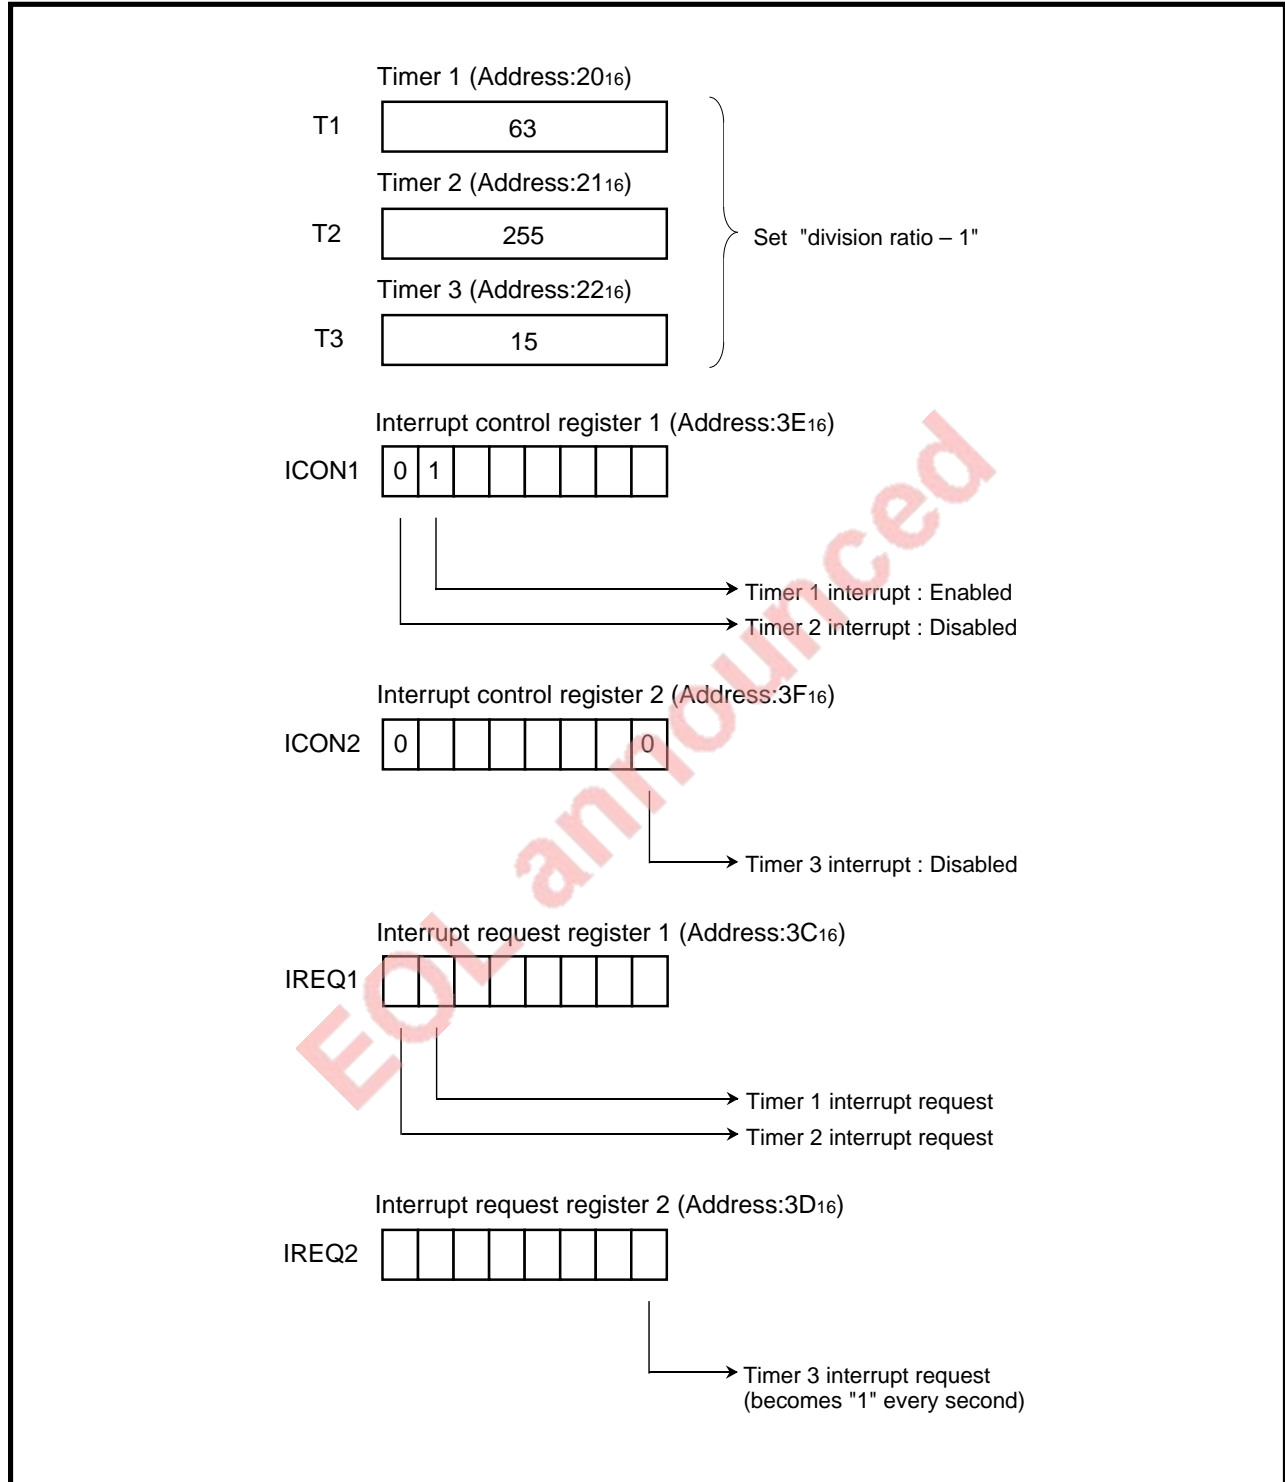 Timer 1 (Address:2016)
T1 63
Timer 2 (Address:2116)
T2 255
Set "division ratio – 1"
Timer 3 (Address:2216)
T3 15
Interrupt control register 1 (Address:3E16)
ICON1 0 1
Timer 1 interrupt : Enabled
Timer 2 interrupt : Disabled
Interrupt control register 2 (Address:3F16)
ICON2 0 0
Timer 3 interrupt : Disabled
Interrupt request register 1 (Address:3C16)
IREQ1
Timer 1 interrupt request
Timer 2 interrupt request
Interrupt request register 2 (Address:3D16)
IREQ2
Timer 3 interrupt request
(becomes "1" every second)
EOL announced